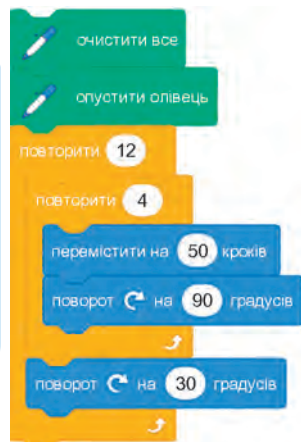 очистити все
опустити олівець
повторити 12
повторити 4
перемістити на 50 кроків
поворот на 90 градусів
поворот на 30 градусів